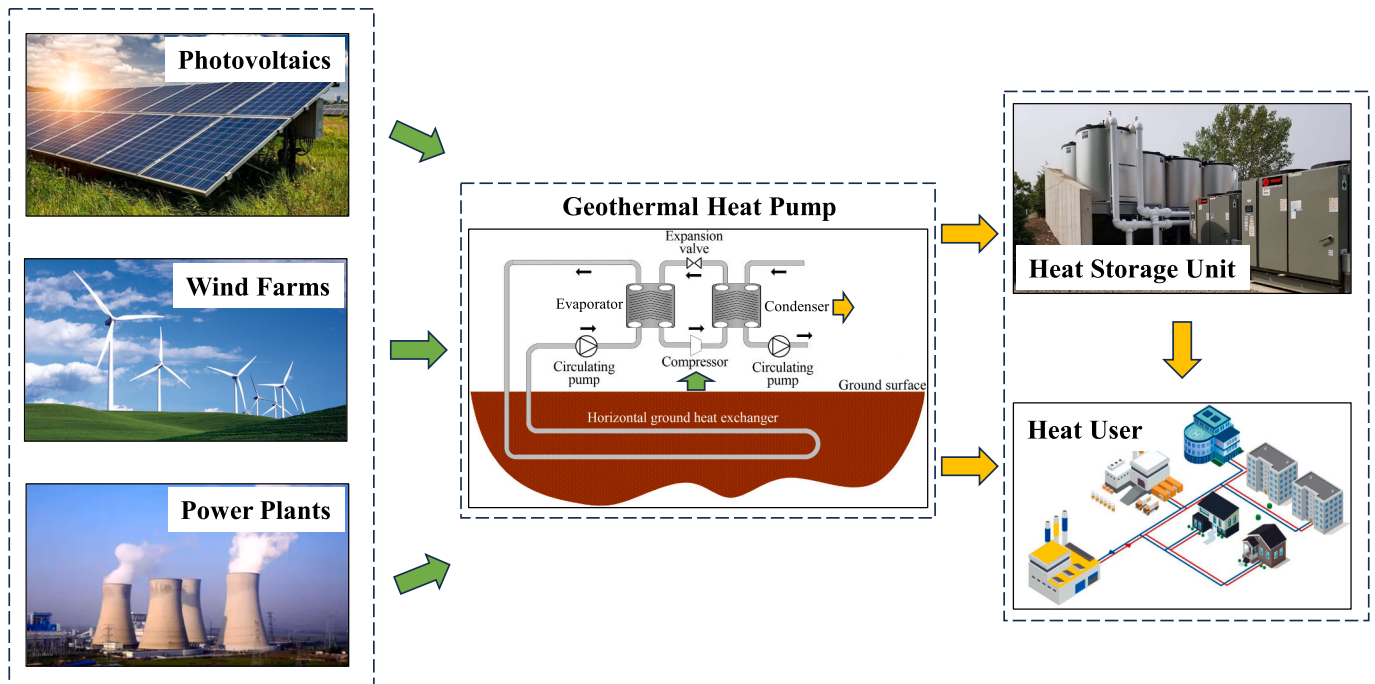 Photovoltaics
Wind Farms
Power Plants
Geothermal Heat Pump
Expansion
valve
Evaporator
Condenser
Circulating
pump
Compressor
Circulating
pump
Ground surface
Horizontal ground heat exchanger
Heat Storage Unit
Heat User